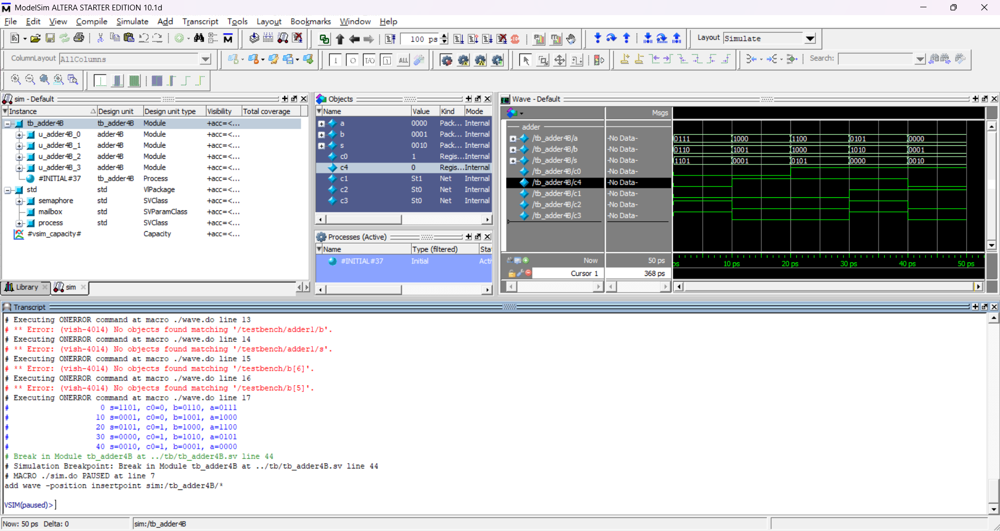 ModelSim ALTERA STARTER EDITION 10.1d
File Edit View Compile Simulate Add Transcript Tools Layout Bookmarks Window Help
100 ps
Layout Simulate
ColumnLayout AllColumns
I O I/O ALL
Search:
sim - Default
Instance Design unit Design unit type Visibility Total coverage
tb_adder4B tb_adder4B Module +acc=<...
u_adder4B_0 adder4B Module +acc=<...
u_adder4B_1 adder4B Module +acc=<...
u_adder4B_2 adder4B Module +acc=<...
u_adder4B_3 adder4B Module +acc=<...
#INITIAL#37 tb_adder4B Process +acc=<...
std std VlPackage +acc=<...
semaphore std SVClass +acc=<...
mailbox std SVParamClass +acc=<...
process std SVClass +acc=<...
#vsim_capacity# Capacity +acc=<...
Library sim
Objects
Name Value Kind Mode
a 0000 Pack... Internal
b 0001 Pack... Internal
s 0010 Pack... Internal
c0 1 Regis... Internal
c4 0 Regis... Internal
c1 St1 Net Internal
c2 St0 Net Internal
c3 St0 Net Internal
Processes (Active)
Name Type (filtered) Sta
#INITIAL#37 Initial Acti
Wave - Default
Msgs
adder
/tb_adder4B/a -No Data- 0111 1000 1100 0101 0000
/tb_adder4B/b -No Data- 0110 1001 1000 1010 0001
/tb_adder4B/s -No Data- 1101 0001 0101 0000 0010
/tb_adder4B/c0 -No Data-
/tb_adder4B/c4 -No Data-
/tb_adder4B/c1 -No Data-
/tb_adder4B/c2 -No Data-
/tb_adder4B/c3 -No Data-
Now 50 ps ps 10 ps 20 ps 30 ps 40 ps 50 ps
Cursor 1 368 ps
Transcript
# Executing ONERROR command at macro ./wave.do line 13
# ** Error: (vish-4014) No objects found matching '/testbench/adder1/b'.
# Executing ONERROR command at macro ./wave.do line 14
# ** Error: (vish-4014) No objects found matching '/testbench/adder1/s'.
# Executing ONERROR command at macro ./wave.do line 15
# ** Error: (vish-4014) No objects found matching '/testbench/b[6]'.
# Executing ONERROR command at macro ./wave.do line 16
# ** Error: (vish-4014) No objects found matching '/testbench/b[5]'.
# Executing ONERROR command at macro ./wave.do line 17
# 0 s=1101, c0=0, b=0110, a=0111
# 10 s=0001, c0=0, b=1001, a=1000
# 20 s=0101, c0=1, b=1000, a=1100
# 30 s=0000, c0=1, b=1010, a=0101
# 40 s=0010, c0=1, b=0001, a=0000
# Break in Module tb_adder4B at ../tb/tb_adder4B.sv line 44
# Simulation Breakpoint: Break in Module tb_adder4B at ../tb/tb_adder4B.sv line 44
# MACRO ./sim.do PAUSED at line 7
add wave -position insertpoint sim:/tb_adder4B/*
VSIM(paused)>
Now: 50 ps Delta: 0 sim:/tb_adder4B